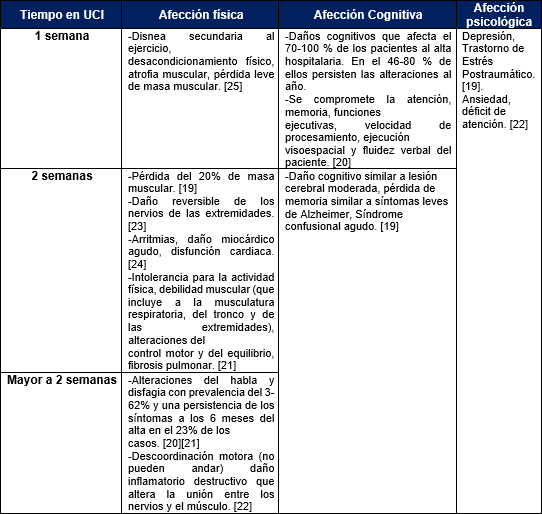 Tiempo en UCI
Afección física
Afección Cognitiva
Afección
psicológica
1 semana
-Disnea secundaria al
ejercicio,
desacondicionamiento físico,
atrofia muscular, pérdida leve
de masa muscular. [25]
-Daños cognitivos que afecta el
70-100 % de los pacientes al alta
hospitalaria. En el 46-80 % de
ellos persisten las alteraciones al
año.
-Se compromete la atención,
memoria, funciones
ejecutivas, velocidad de
procesamiento, ejecución
visoespacial y fluidez verbal del
paciente. [20]
Depresión,
Trastorno de
Estrés
Postraumático.
[19].
Ansiedad,
déficit de
atención. [22]
2 semanas
-Pérdida del 20% de masa
muscular. [19]
-Daño reversible de los
nervios de las extremidades.
[23]
-Arritmias, daño miocárdico
agudo, disfunción cardiaca.
[24]
-Intolerancia para la actividad
física, debilidad muscular (que
incluye a la musculatura
respiratoria, del tronco y de
las extremidades),
alteraciones del
control motor y del equilibrio,
fibrosis pulmonar. [21]
-Daño cognitivo similar a lesión
cerebral moderada, pérdida de
memoria similar a síntomas leves
de Alzheimer, Síndrome
confusional agudo. [19]
Mayor a 2 semanas
-Alteraciones del habla y
disfagia con prevalencia del 3-
62% y una persistencia de los
síntomas a los 6 meses del
alta en el 23% de los
casos. [20][21]
-Descoordinación motora (no
pueden andar) daño
inflamatorio destructivo que
altera la unión entre los
nervios y el músculo. [22]